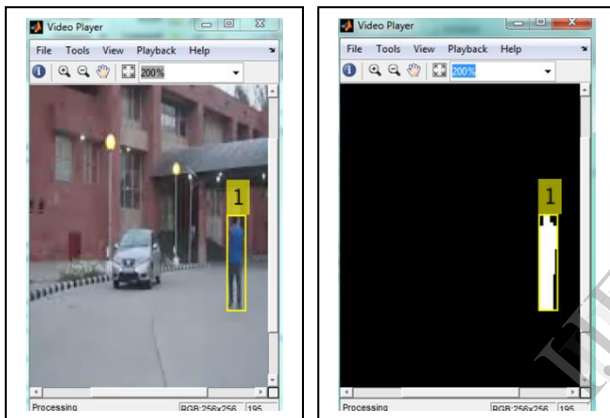 Video Player
File Tools View Playback Help
200%
1
Processing RGB:256x256 195
Video Player
File Tools View Playback Help
200%
1
Processing RGB:256x256 195